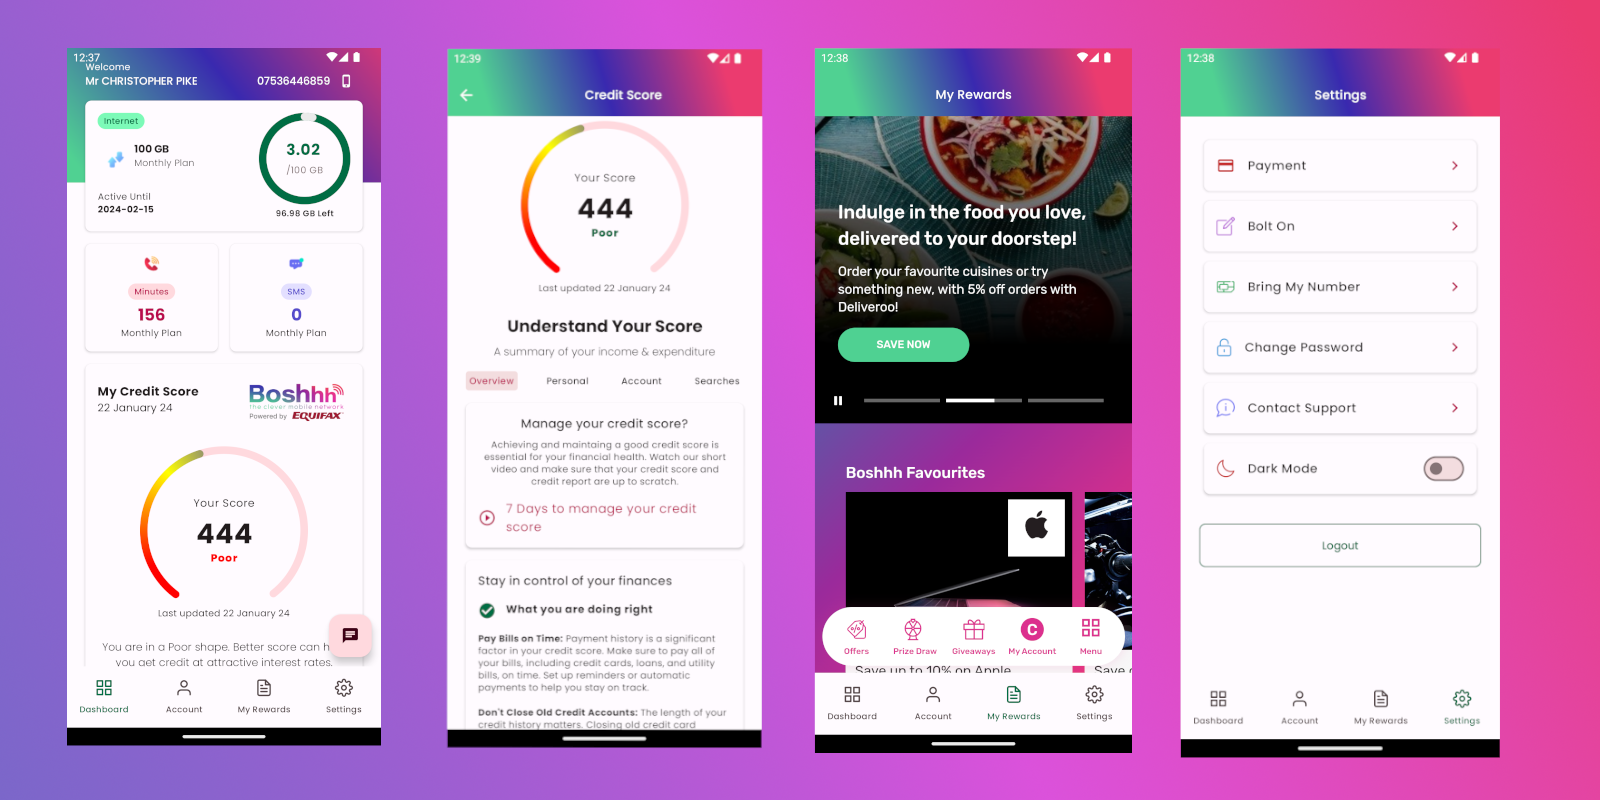 12:37
Welcome
Mr CHRISTOPHER PIKE
07536446859
Internet
100 GB
Monthly Plan
Active Until
2024-02-15
3.02
/100 GB
96.98 GB Left
Minutes
156
Monthly Plan
SMS
0
Monthly Plan
My Credit Score
22 January 24
Boshhh
The clever mobile network
Powered by EQUIFAX
Your Score
444
Poor
Last updated 22 January 24
You are in a Poor shape. Better score can h
you get credit at attractive interest rates.
Dashboard
Account
My Rewards
Settings
12:39
Credit Score
Your Score
444
Poor
Last updated 22 January 24
Understand Your Score
A summary of your income & expenditure
Overview
Personal
Account
Searches
Manage your credit score?
Achieving and maintaing a good credit score is
essential for your financial health. Watch our short
video and make sure that your credit score and
credit report are up to scratch.
7 Days to manage your credit
score
Stay in control of your finances
What you are doing right
Pay Bills on Time: Payment history is a significant
factor in your credit score. Make sure to pay all of
your bills, including credit cards, loans, and utility
bills, on time. Set up reminders or automatic
payments to help you stay on track.
Don't Close Old Credit Accounts: The length of your
credit history matters. Closing old credit card
12:38
My Rewards
Indulge in the food you love,
delivered to your doorstep!
Order your favourite cuisines or try
something new, with 5% off orders with
Deliveroo!
SAVE NOW
Boshhh Favourites
C
Offers
Prize Draw
Giveaways
My Account
Menu
Save up to 10% on Apple
Save
Dashboard
Account
My Rewards
Settings
12:38
Settings
Payment
Bolt On
Bring My Number
Change Password
Contact Support
Dark Mode
Logout
Dashboard
Account
My Rewards
Settings